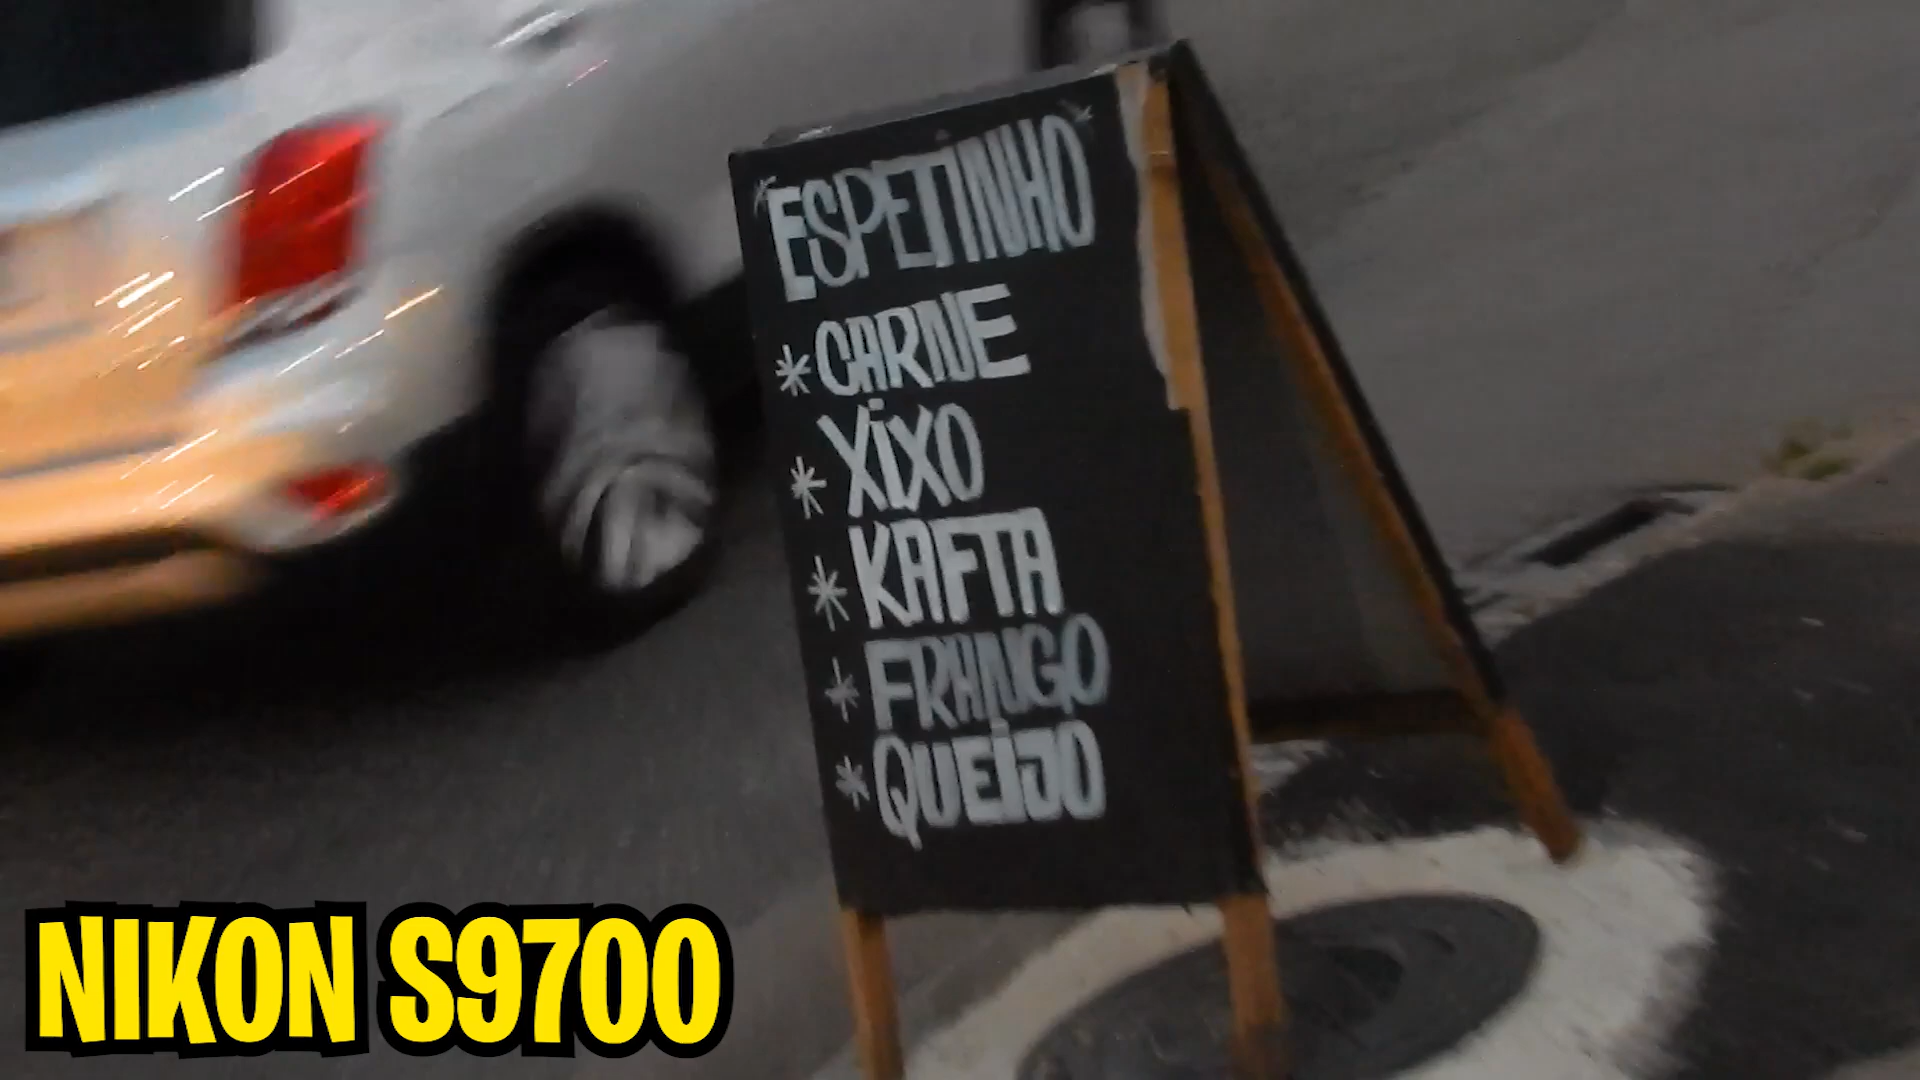 "ESPETINHO"
* CARNE
* XIXO
* KAFTA
* FRANGO
* QUEIJO
NIKON S9700